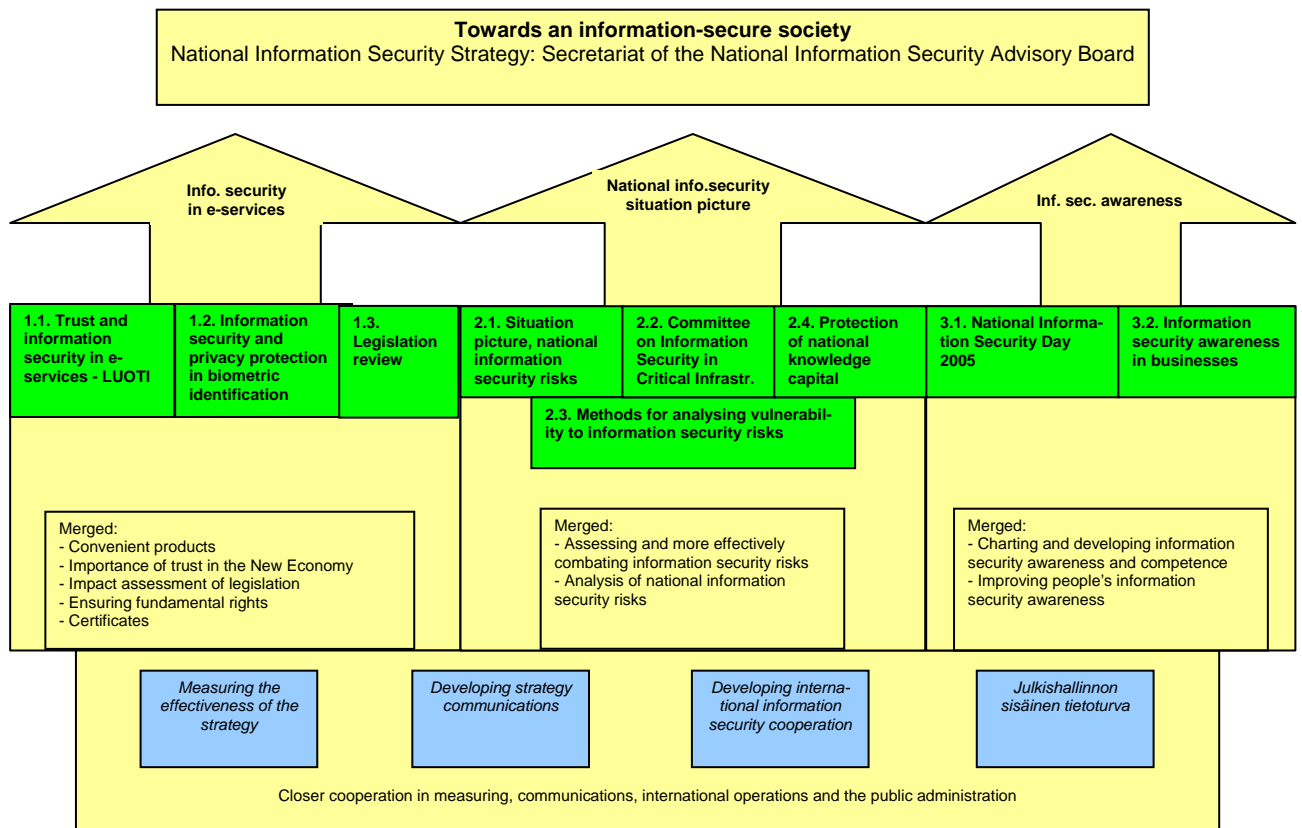 Towards an information-secure society
National Information Security Strategy: Secretariat of the National Information Security Advisory Board
Info. security
in e-services
National info.security
situation picture
Inf. sec. awareness
1.1. Trust and
information
security in e-
services - LUOTI
1.2. Information
security and
privacy protection
in biometric
identification
1.3.
Legislation
review
2.1. Situation
picture, national
information
security risks
2.2. Committee
on Information
Security in
Critical Infrastr.
2.4. Protection
of national
knowledge
capital
3.1. National Informa-
tion Security Day
2005
3.2. Information
security awareness
in businesses
2.3. Methods for analysing vulnerabil-
ity to information security risks
Merged:
- Convenient products
- Importance of trust in the New Economy
- Impact assessment of legislation
- Ensuring fundamental rights
- Certificates
Merged:
- Assessing and more effectively
combating information security risks
- Analysis of national information
security risks
Merged:
- Charting and developing information
security awareness and competence
- Improving people's information
security awareness
Measuring the
effectiveness of the
strategy
Developing strategy
communications
Developing interna-
tional information
security cooperation
Julkishallinnon
sisäinen tietoturva
Closer cooperation in measuring, communications, international operations and the public administration